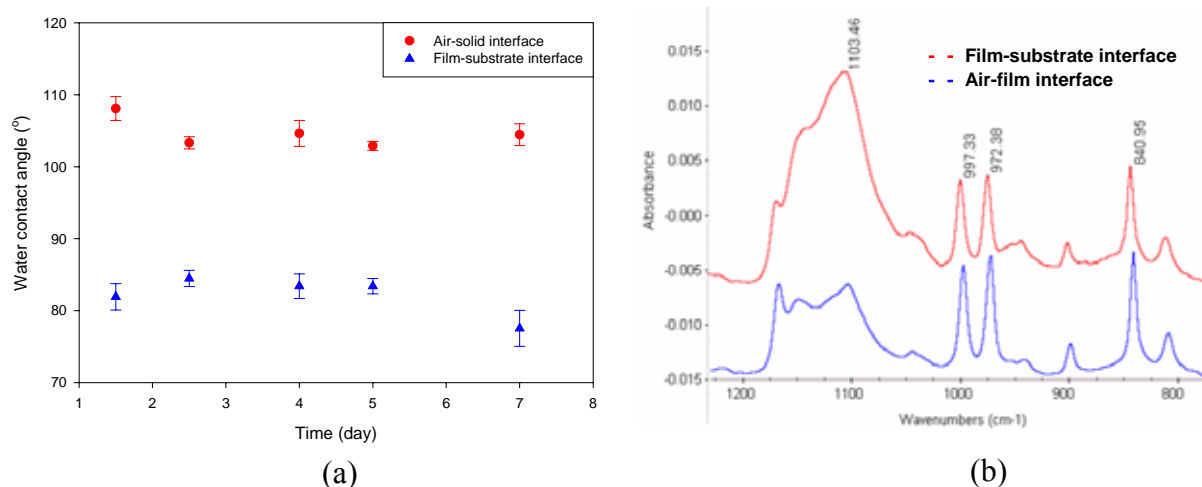 (a)
120
110
100
90
80
70
Water contact angle (º)
1 2 3 4 5 6 7 8
Time (day)
Air-solid interface
Film-substrate interface
(a)
(b)
0.015
0.010
0.005
-0.000
-0.005
-0.010
-0.015
Absorbance
1103.46
997.33
972.38
840.95
Film-substrate interface
Air-film interface
1200 1100 1000 900 800
Wavenumbers (cm-1)
(b)